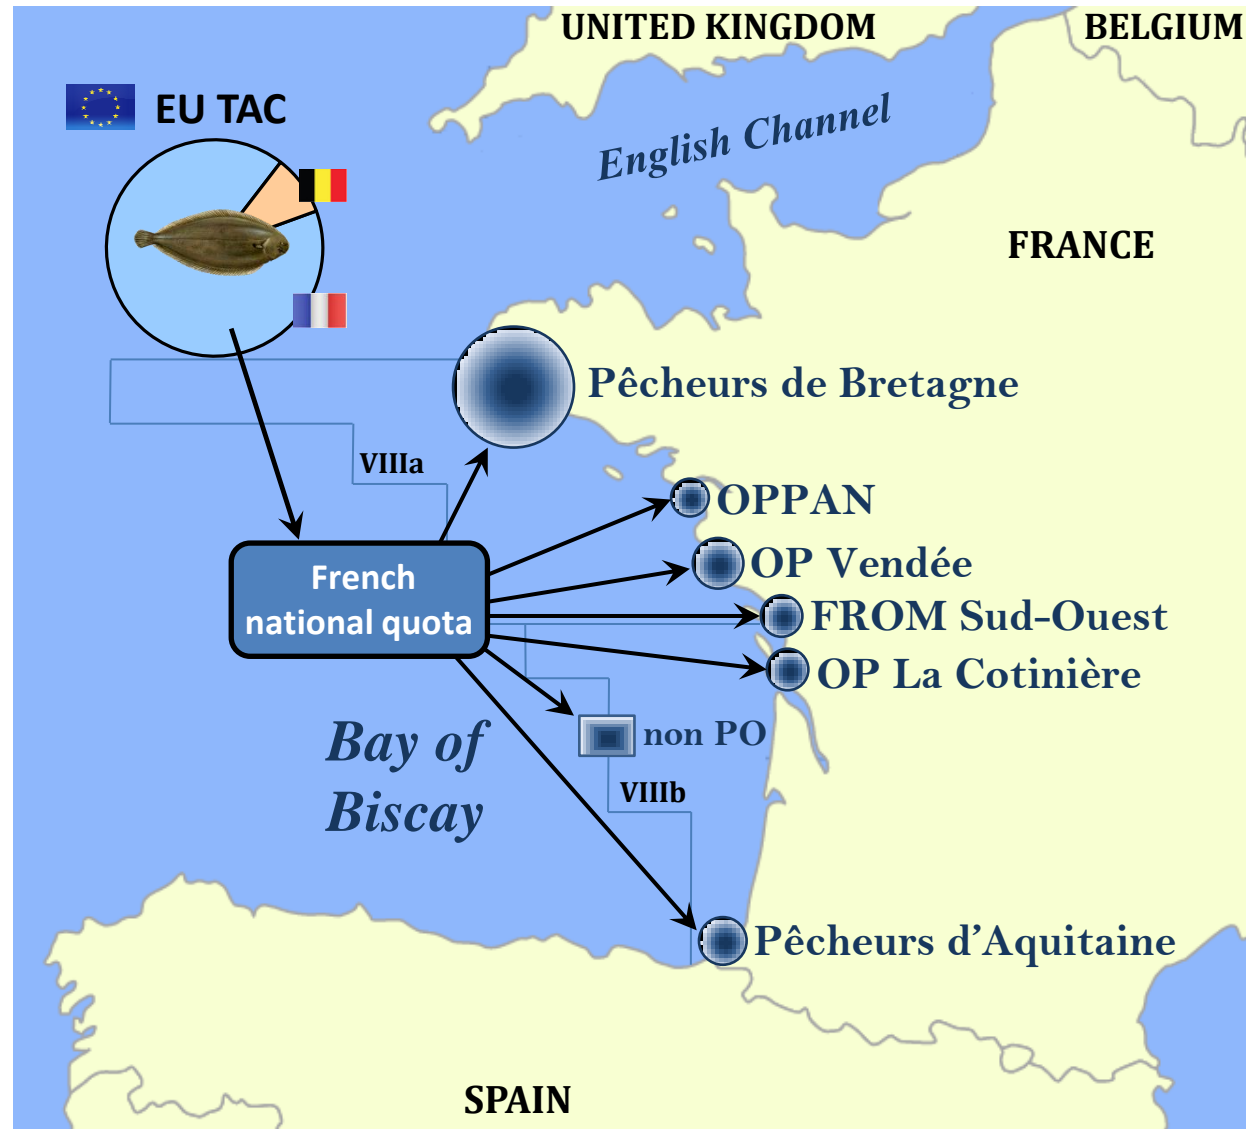 UNITED KINGDOM
BELGIUM
EU TAC
English Channel
FRANCE
Pêcheurs de Bretagne
VIIIa
OPPAN
OP Vendée
French
national quota
FROM Sud-Ouest
OP La Cotinière
Bay of
Biscay
non PO
VIIIb
Pêcheurs d’Aquitaine
SPAIN